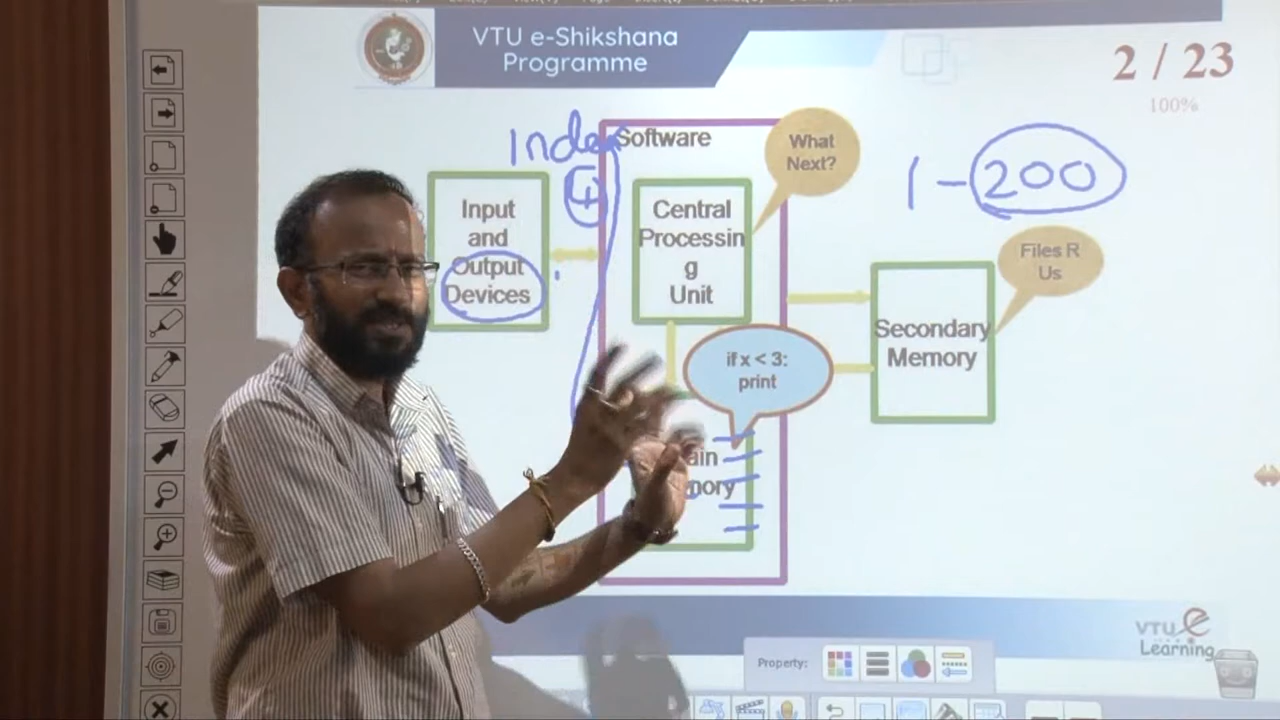 VTU e-Shikshana
Programme
2 / 23
100%
Index
4
Software
What
Next?
1-200
Input
and
Output
Devices
Central
Processin
g
Unit
Files R
Us
Secondary
Memory
if x < 3:
print
VTU e
Learning
Property: